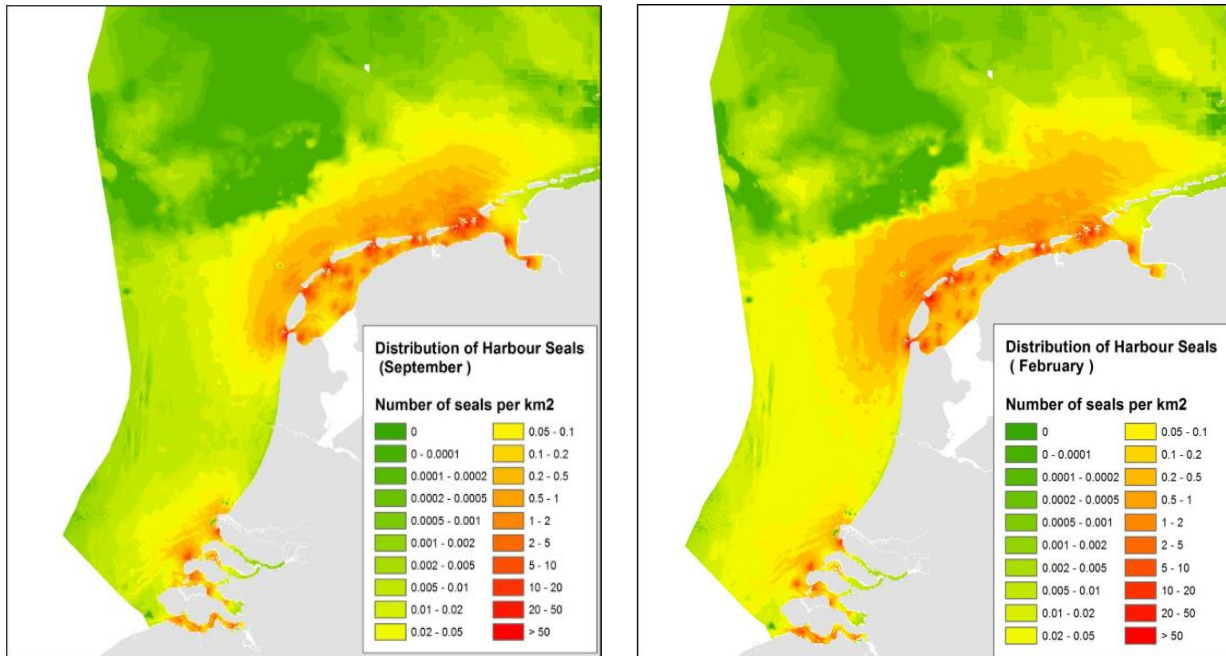 Distribution of Harbour Seals
(September )
Number of seals per km2
0
0 - 0.0001
0.0001 - 0.0002
0.0002 - 0.0005
0.0005 - 0.001
0.001 - 0.002
0.002 - 0.005
0.005 - 0.01
0.01 - 0.02
0.02 - 0.05
0.05 - 0.1
0.1 - 0.2
0.2 - 0.5
0.5 - 1
1 - 2
2 - 5
5 - 10
10 - 20
20 - 50
> 50
Distribution of Harbour Seals
( February )
Number of seals per km2
0
0 - 0.0001
0.0001 - 0.0002
0.0002 - 0.0005
0.0005 - 0.001
0.001 - 0.002
0.002 - 0.005
0.005 - 0.01
0.01 - 0.02
0.02 - 0.05
0.05 - 0.1
0.1 - 0.2
0.2 - 0.5
0.5 - 1
1 - 2
2 - 5
5 - 10
10 - 20
20 - 50
> 50